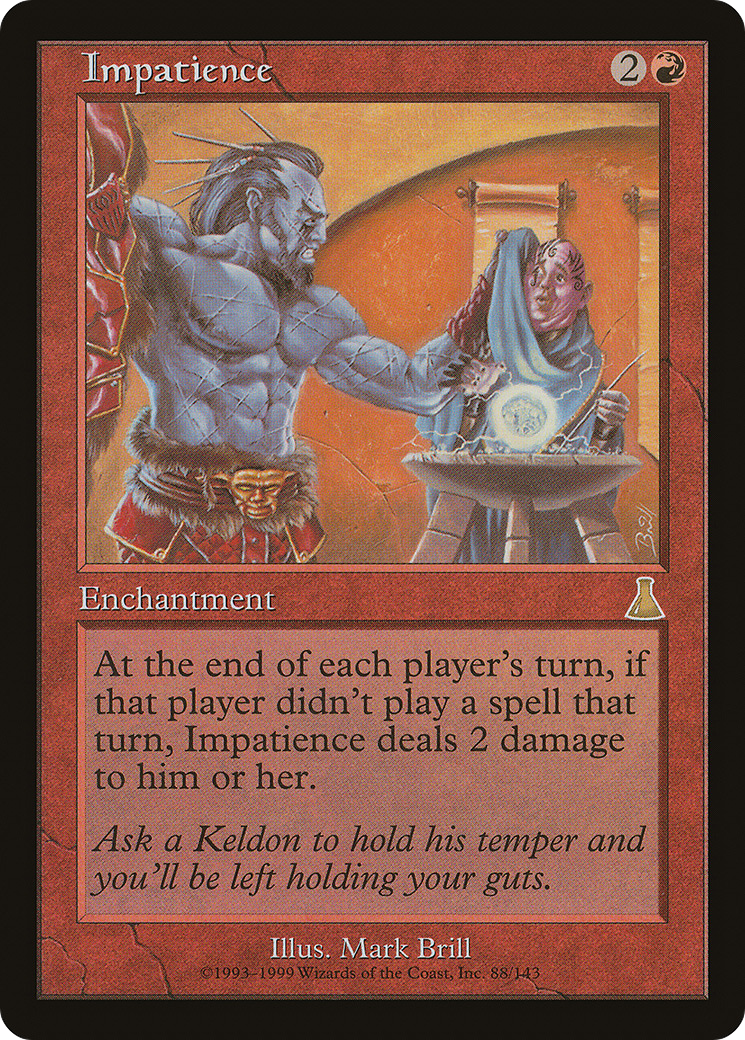 Impatience 2
Brill
Enchantment
At the end of each player's turn, if
that player didn't play a spell that
turn, Impatience deals 2 damage
to him or her.
Ask a Keldon to hold his temper and
you'll be left holding your guts.
Illus. Mark Brill
©1993–1999 Wizards of the Coast, Inc. 88/143